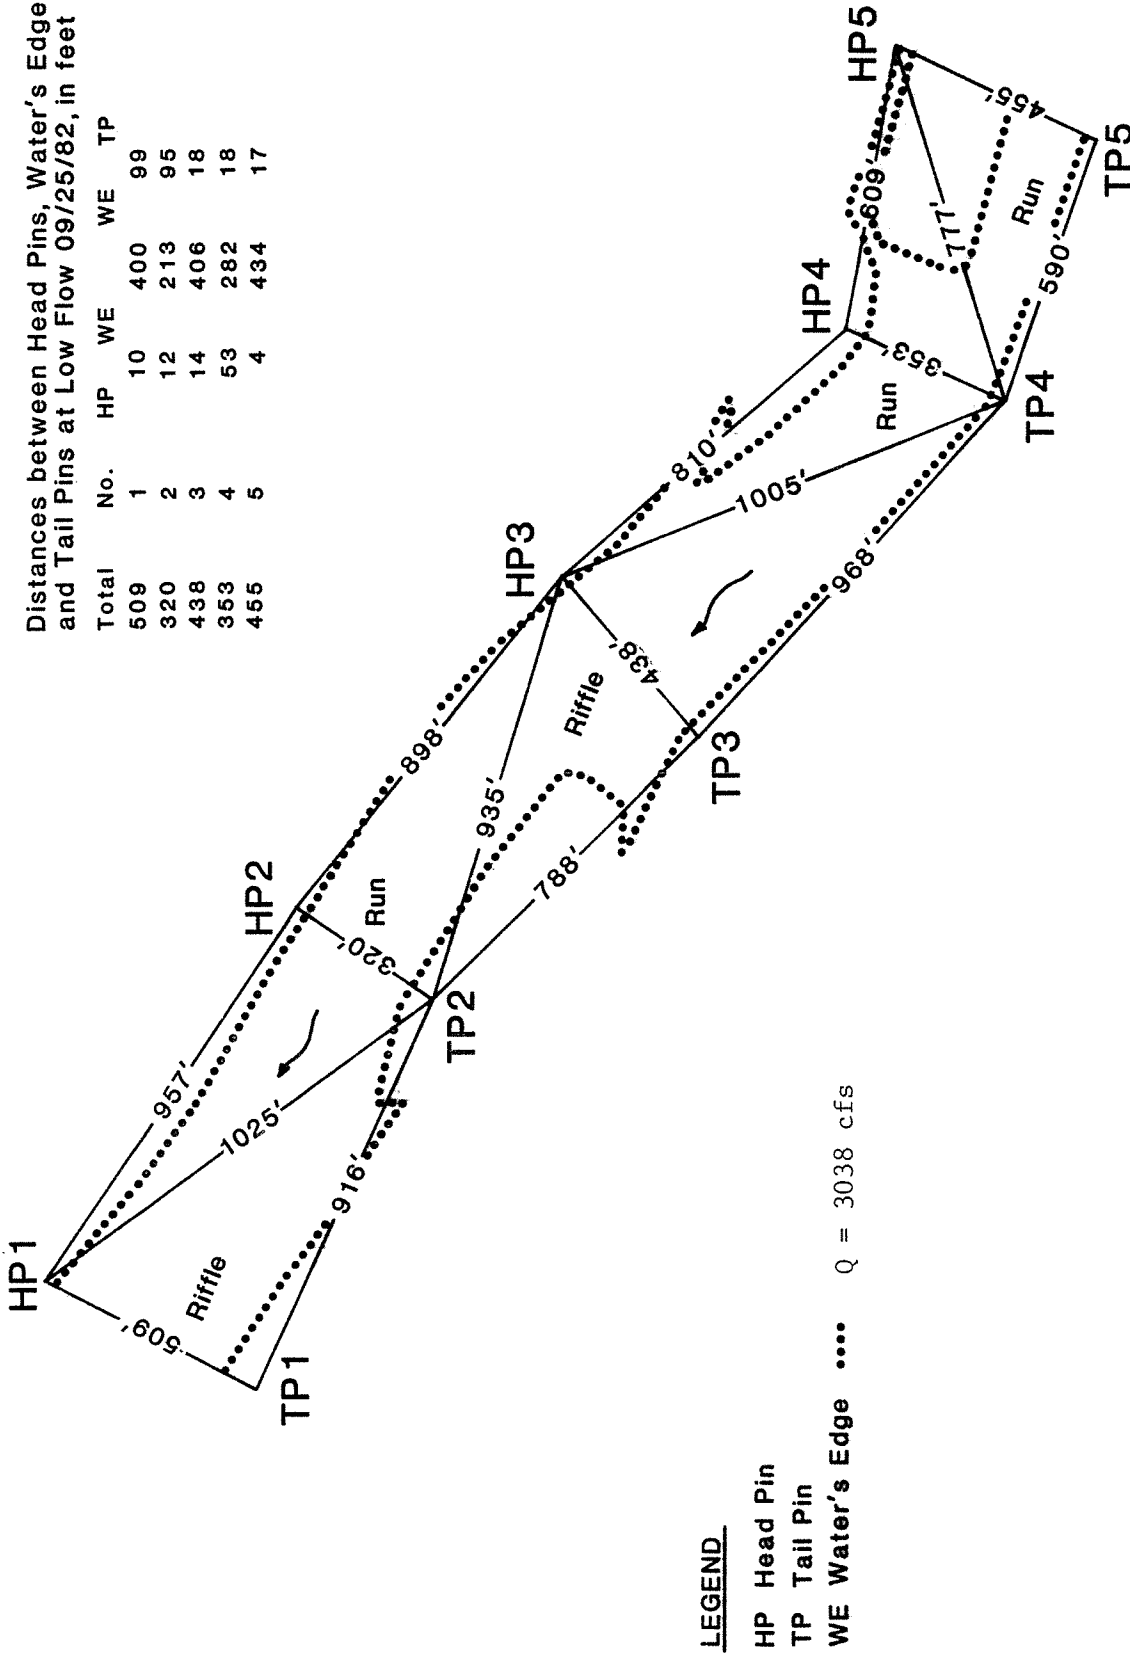 Distances between Head Pins, Water's Edge
and Tail Pins at Low Flow 09/25/82, in feet
Total No. HP WE WE TP
509 1 10 400 99
320 2 12 213 95
438 3 14 406 18
353 4 53 282 18
455 5 4 434 17
HP1
957'
HP2
898'
HP3
810'
HP4
609'
HP5
509'
Riffle
1025'
320'
Run
935'
Riffle
438'
1005'
Run
353'
777'
Run
455'
TP1
916'
TP2
788'
TP3
968'
TP4
590'
TP5
LEGEND
HP Head Pin
TP Tail Pin
WE Water's Edge
Q = 3038 cfs